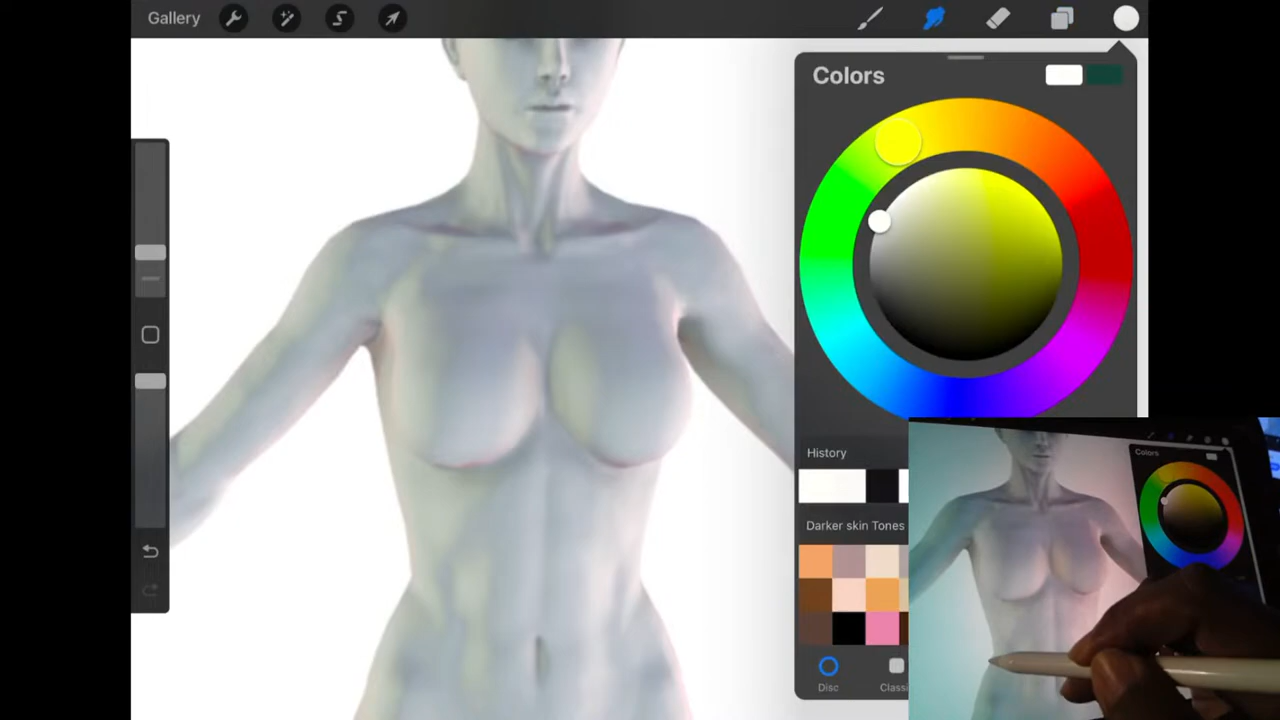 Gallery
Colors
History
Darker skin Tones
Disc
Classi
Colors